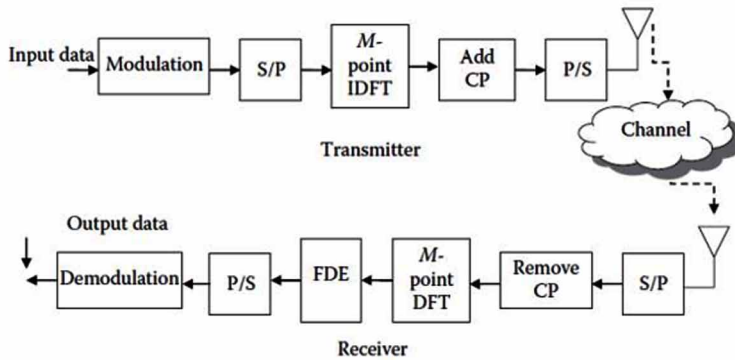 Input data
Modulation
S/P
M-
point
IDFT
Add
CP
P/S
Channel
Transmitter
Output data
Demodulation
P/S
FDE
M-
point
DFT
Remove
CP
S/P
Receiver